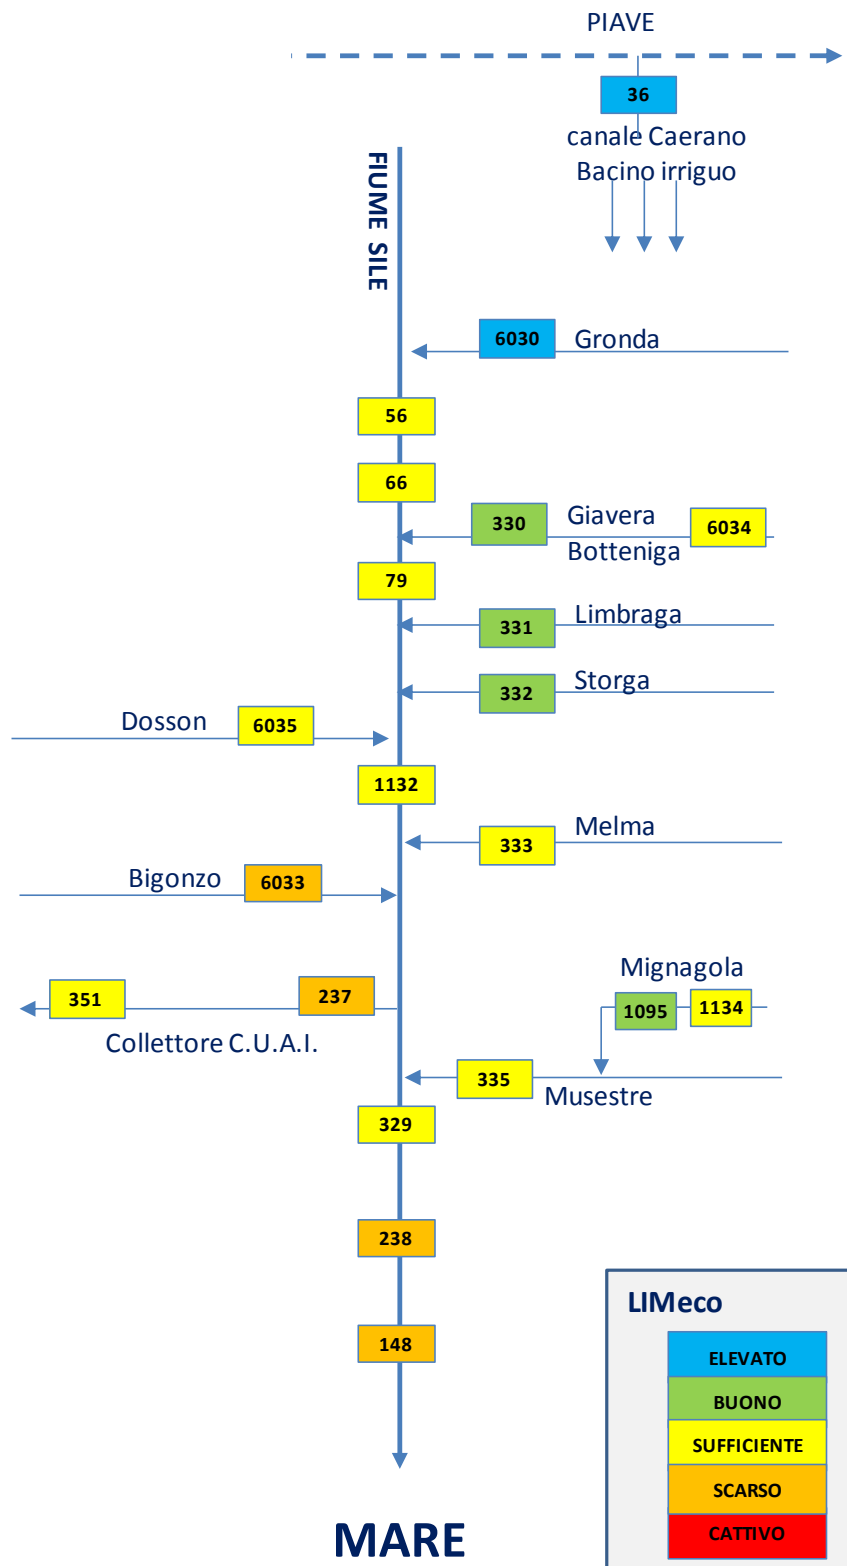 PIAVE
36
canale Caerano
Bacino irriguo
FIUME SILE
6030
Gronda
56
66
330
Giavera
6034
Botteniga
79
331
Limbraga
332
Storga
Dosson
6035
1132
333
Melma
Bigonzo
6033
351
237
Mignagola
1095
1134
Collettore C.U.A.I.
335
Musestre
329
238
148
LIMeco
ELEVATO
BUONO
SUFFICIENTE
SCARSO
CATTIVO
MARE